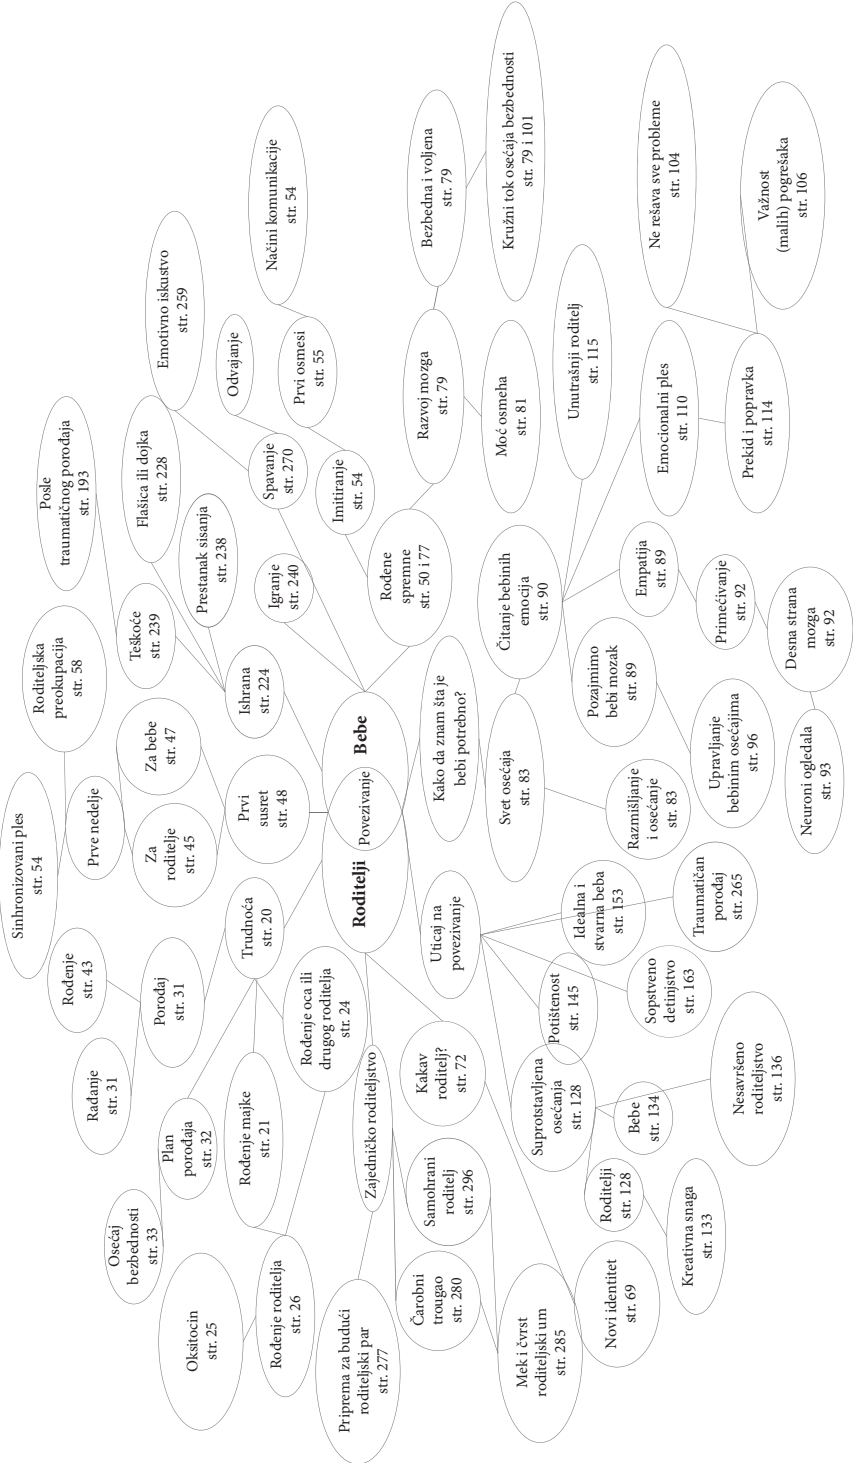 Sinhronizovani ples
str. 54
Roditeljska
preokupacija
str. 58
Posle
traumatičnog porođaja
str. 193
Rođenje
str. 43
Prve nedelje
Rađanje
str. 31
Osećaj
bezbednosti
str. 33
Porođaj
str. 31
Za
roditelje
str. 45
Za bebe
str. 47
Teškoće
str. 239
Flašica ili dojka
str. 228
Emotivno iskustvo
str. 259
Plan
porođaja
str. 32
Prestanak sisanja
str. 238
Odvajanje
Oksitocin
str. 25
Rođenje majke
str. 21
Trudnoća
str. 20
Prvi
susret
str. 48
Ishrana
str. 224
Igranje
str. 240
Spavanje
str. 270
Prvi osmesi
str. 55
Načini komunikacije
str. 54
Rođenje roditelja
str. 26
Rođenje oca ili
drugog roditelja
str. 24
Imitiranje
str. 54
Priprema za budući
roditeljski par
str. 277
Zajedničko roditeljstvo
Roditelji
Povezivanje
Bebe
Rođene
spremne
str. 50 i 77
Razvoj mozga
str. 79
Bezbedna i voljena
str. 79
Čarobni
trougao
str. 280
Samohrani
roditelj
str. 296
Kakav
roditelj?
str. 72
Uticaj na
povezivanje
Kako da znam šta je
bebi potrebno?
Moć osmeha
str. 81
Kružni tok osećaja bezbednosti
str. 79 i 101
Mek i čvrst
roditeljski um
str. 285
Suprotstavljena
osećanja
str. 128
Potištenost
str. 145
Svet osećaja
str. 83
Čitanje bebinih
emocija
str. 90
Unutrašnji roditelj
str. 115
Novi identitet
str. 69
Roditelji
str. 128
Bebe
str. 134
Idealna i
stvarna beba
str. 153
Pozajmimo
bebi mozak
str. 89
Empatija
str. 89
Emocionalni ples
str. 110
Ne rešava sve probleme
str. 104
Kreativna snaga
str. 133
Sopstveno
detinjstvo
str. 163
Razmišljanje
i osećanje
str. 83
Traumatičan
porođaj
str. 265
Upravljanje
bebinim osećajima
str. 96
Primećivanje
str. 92
Prekid i popravka
str. 114
Važnost
(malih) pogrešaka
str. 106
Nesavršeno
roditeljstvo
str. 136
Neuroni ogledala
str. 93
Desna strana
mozga
str. 92